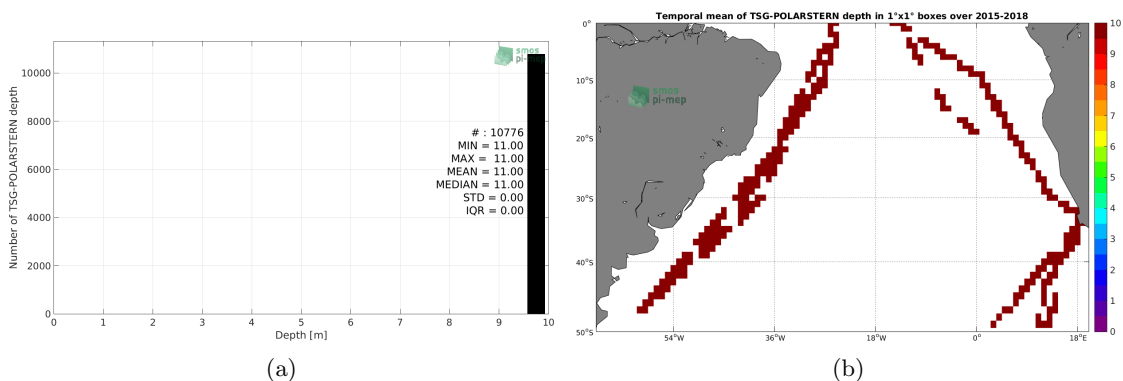 Number of TSG-POLARSTERN depth
10000
8000
6000
4000
2000
0
smos
pi-mep
# : 10776
MIN = 11.00
MAX = 11.00
MEAN = 11.00
MEDIAN = 11.00
STD = 0.00
IQR = 0.00
0 1 2 3 4 5 6 7 8 9 10
Depth [m]
(a)
Temporal mean of TSG-POLARSTERN depth in 1°x1° boxes over 2015-2018
0°
10°S
20°S
30°S
40°S
50°S
smos
pi-mep
54°W 36°W 18°W 0° 18°E
10
9
8
7
6
5
4
3
2
1
0
(b)